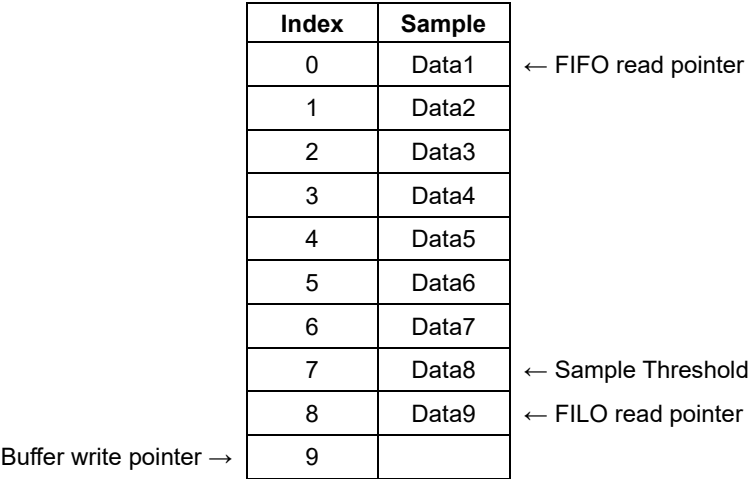 Index Sample
0 Data1 ← FIFO read pointer
1 Data2
2 Data3
3 Data4
4 Data5
5 Data6
6 Data7
7 Data8 ← Sample Threshold
8 Data9 ← FILO read pointer
Buffer write pointer → 9